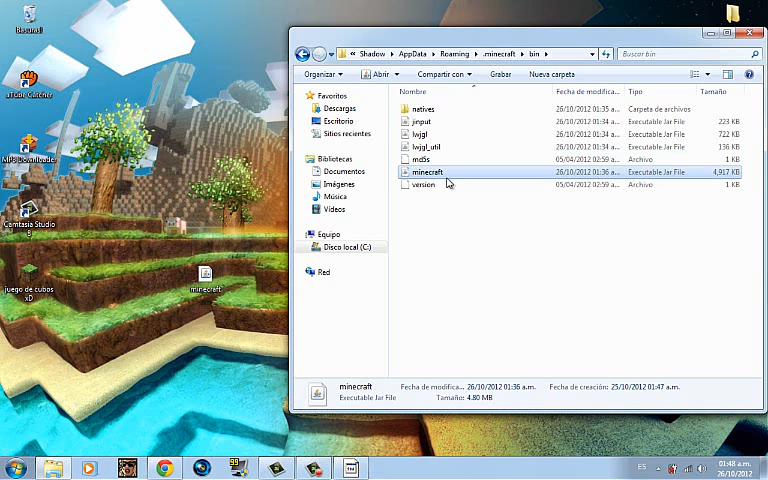 Basurall
aTube Catcher
MP3 Downloader
Camtasia Studio
8
juego de cubos
xD
minecraft
Shadow AppData Roaming .minecraft bin
Buscar bin
Organizar Abrir Compartir con Grabar Nueva carpeta
Nombre Fecha de modifica... Tipo Tamaño
Favoritos
Descargas
Escritorio
Sitios recientes
Bibliotecas
Documentos
Imágenes
Música
Vídeos
Equipo
Disco local (C:)
Red
natives 26/10/2012 01:35 a... Carpeta de archivos
jinput 26/10/2012 01:34 a... Executable Jar File 223 KB
lwjgl 26/10/2012 01:34 a... Executable Jar File 722 KB
lwjgl_util 26/10/2012 01:34 a... Executable Jar File 136 KB
md5s 05/04/2012 02:59 a... Archivo 1 KB
minecraft 26/10/2012 01:36 a... Executable Jar File 4,917 KB
version 05/04/2012 02:59 a... Archivo 1 KB
minecraft Fecha de modifica... 26/10/2012 01:36 a.m. Fecha de creación: 25/10/2012 01:47 a.m.
Executable Jar File Tamaño: 4.80 MB
ES
01:48 a.m.
26/10/2012